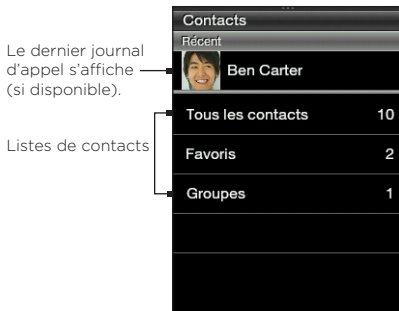 Contacts
Récent
Le dernier journal
d'appel s'affiche
(si disponible).
Ben Carter
Listes de contacts
Tous les contacts 10
Favoris 2
Groupes 1